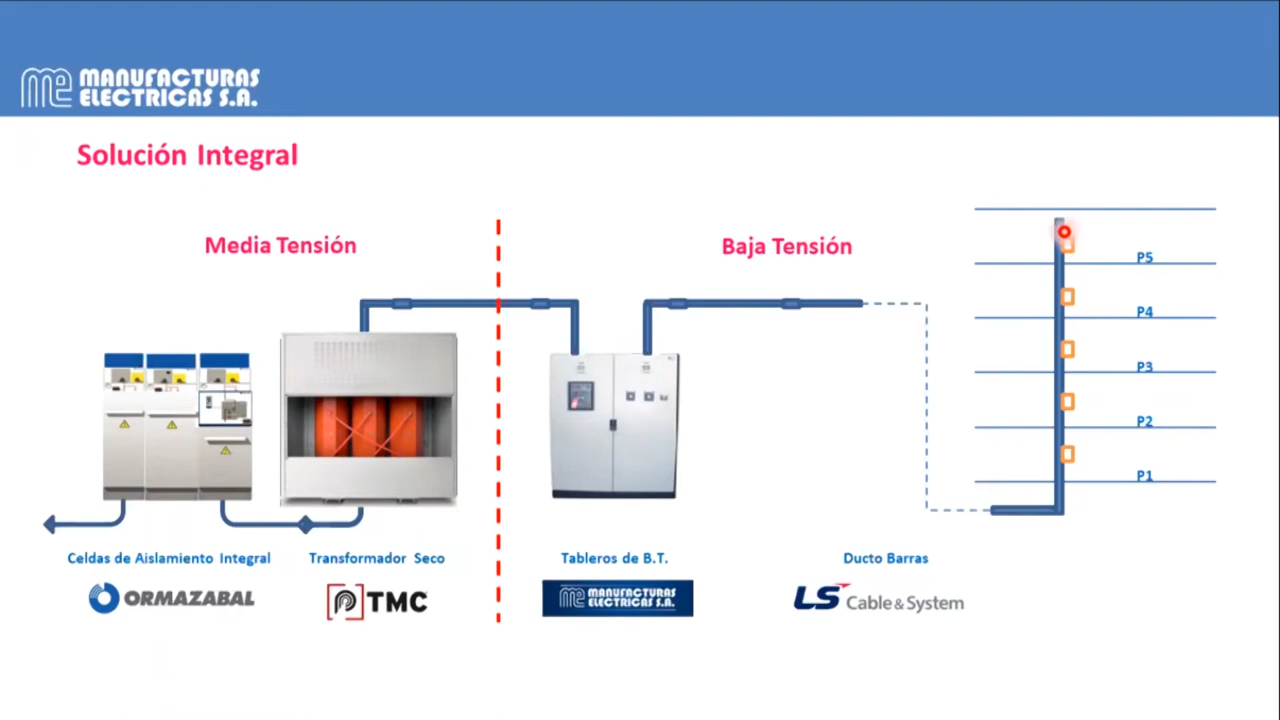 MANUFACTURAS
ELECTRICAS S.A.
Solución Integral
Media Tensión
Baja Tensión
P5
P4
P3
P2
P1
Celdas de Aislamiento Integral
Transformador Seco
Tableros de B.T.
Ducto Barras
ORMAZABAL
TMC
MANUFACTURAS
ELECTRICAS S.A.
LS Cable & System